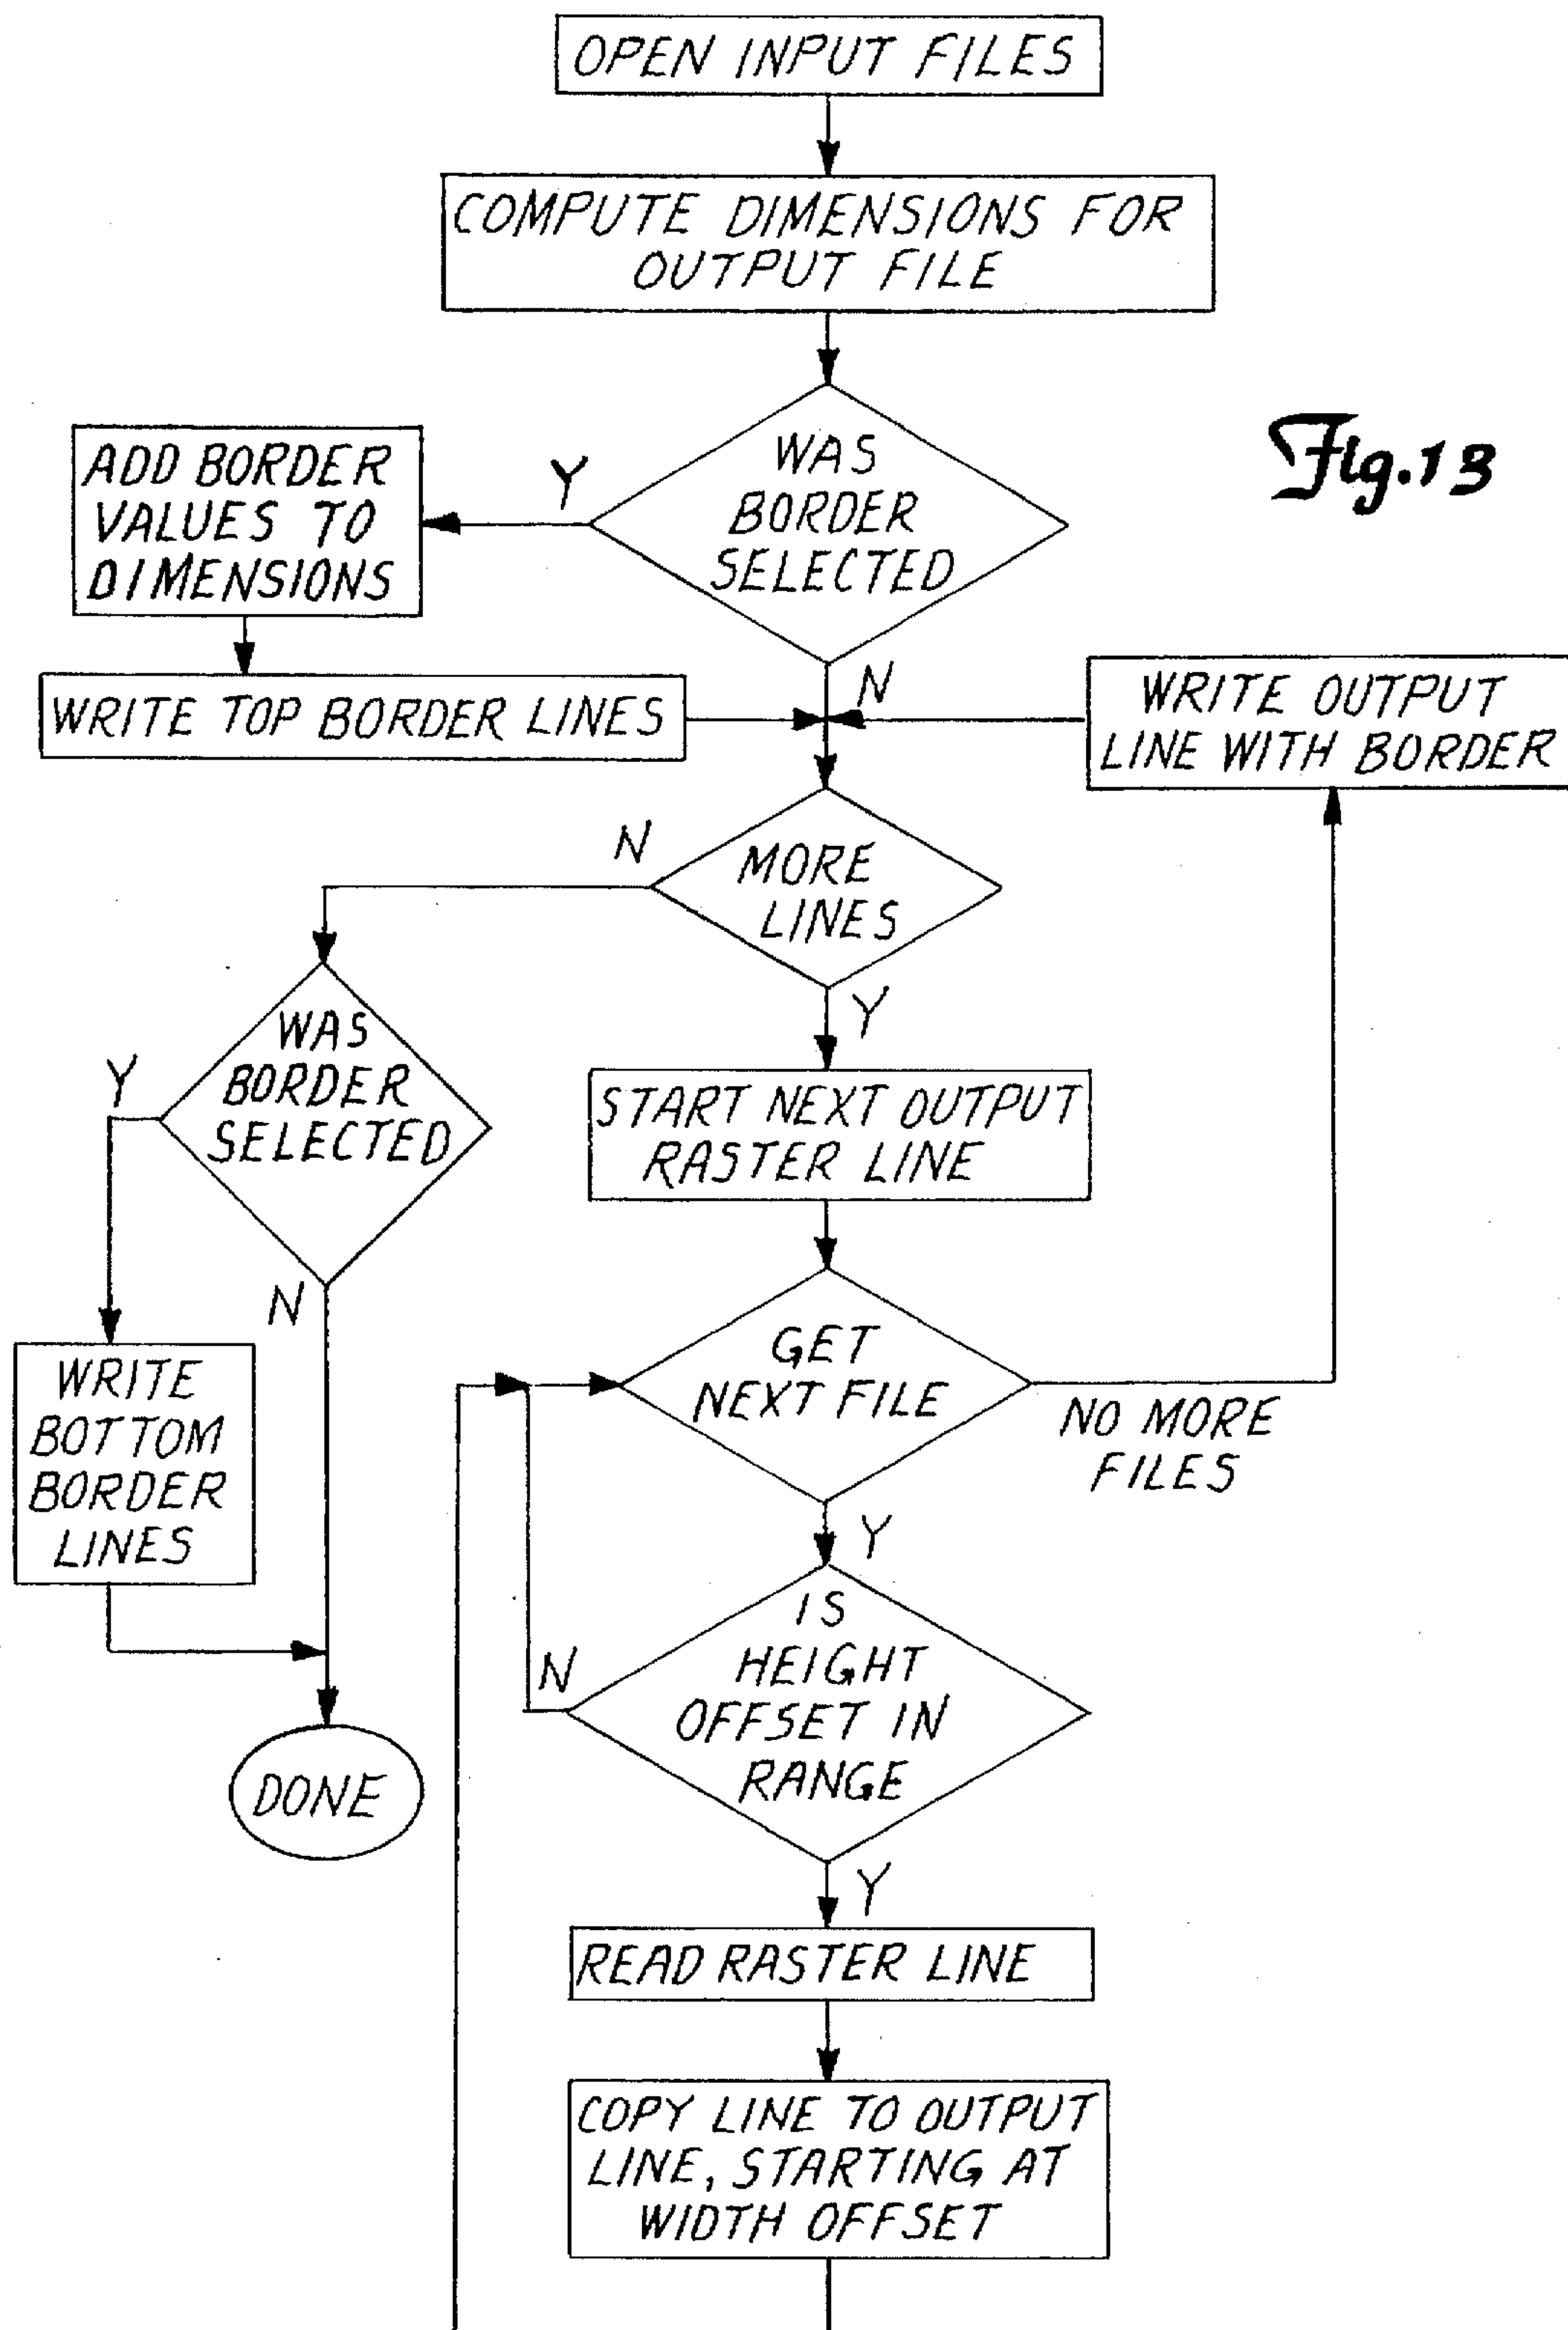 OPEN INPUT FILES
COMPUTE DIMENSIONS FOR
OUTPUT FILE
Fig.13
WAS
BORDER
SELECTED
Y
ADD BORDER
VALUES TO
DIMENSIONS
N
WRITE TOP BORDER LINES
WRITE OUTPUT
LINE WITH BORDER
MORE
LINES
N
Y
WAS
BORDER
SELECTED
Y
N
START NEXT OUTPUT
RASTER LINE
GET
NEXT FILE
NO MORE
FILES
Y
WRITE
BOTTOM
BORDER
LINES
IS
HEIGHT
OFFSET IN
RANGE
N
Y
DONE
READ RASTER LINE
COPY LINE TO OUTPUT
LINE, STARTING AT
WIDTH OFFSET